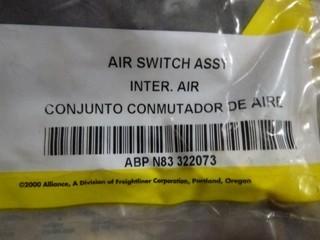 AIR SWITCH ASSY
INTER. AIR
CONJUNTO CONMUTADOR DE AIRE
ABP N83 322073
©2000 Alliance, A Division of Freightliner Corporation, Portland, Oregon